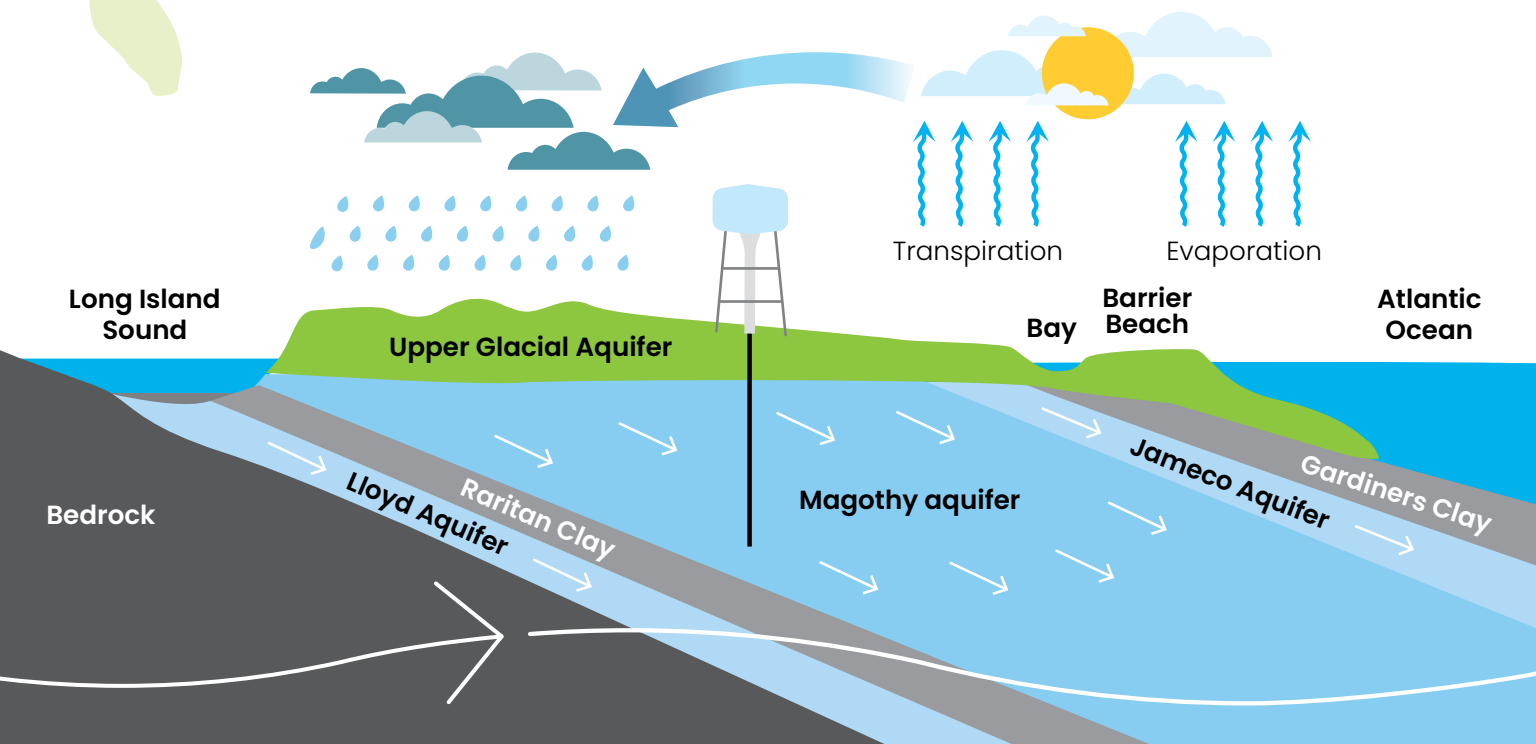 Transpiration
Evaporation
Long Island
Sound
Barrier
Beach
Bay
Atlantic
Ocean
Upper Glacial Aquifer
Bedrock
Lloyd Aquifer
Raritan Clay
Magothy aquifer
Jameco Aquifer
Gardiners Clay